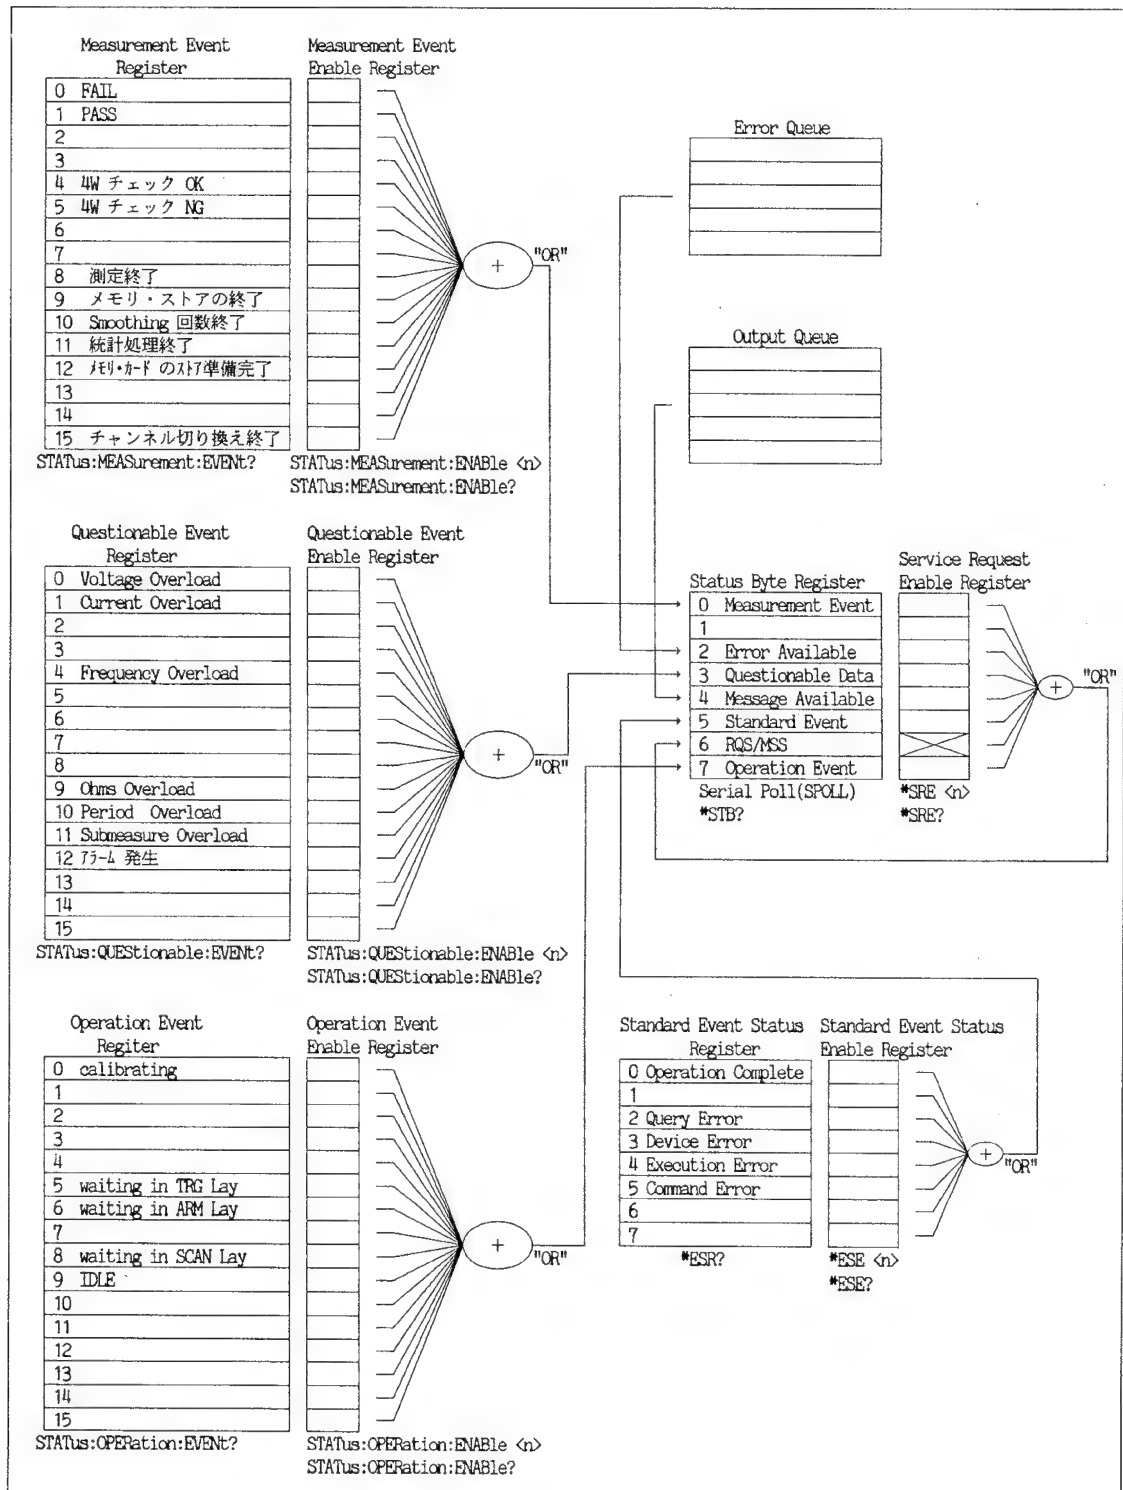 Measurement Event
Register
0 FAIL
1 PASS
2
3
4 4W チェック OK
5 4W チェック NG
6
7
8 測定終了
9 メモリ・ストアの終了
10 Smoothing 回数終了
11 統計処理終了
12 メモリ・カード のストア準備完了
13
14
15 チャンネル切り換え終了
STATus:MEASurement:EVENt?
Measurement Event
Enable Register
+
"OR"
STATus:MEASurement:ENABle <n>
STATus:MEASurement:ENABle?
Error Queue
Output Queue
Questionable Event
Register
0 Voltage Overload
1 Current Overload
2
3
4 Frequency Overload
5
6
7
8
9 Ohms Overload
10 Period Overload
11 Submeasure Overload
12 アラーム 発生
13
14
15
STATus:QUEStionable:EVENt?
Questionable Event
Enable Register
+
"OR"
STATus:QUEStionable:ENABle <n>
STATus:QUEStionable:ENABle?
Status Byte Register
0 Measurement Event
1
2 Error Available
3 Questionable Data
4 Message Available
5 Standard Event
6 RQS/MSS
7 Operation Event
Serial Poll(SPOLL)
*STB?
Service Request
Enable Register
+
"OR"
*SRE <n>
*SRE?
Operation Event
Regiter
0 calibrating
1
2
3
4
5 waiting in TRG Lay
6 waiting in ARM Lay
7
8 waiting in SCAN Lay
9 IDLE
10
11
12
13
14
15
STATus:OPERation:EVENt?
Operation Event
Enable Register
+
"OR"
STATus:OPERation:ENABle <n>
STATus:OPERation:ENABle?
Standard Event Status
Register
0 Operation Complete
1
2 Query Error
3 Device Error
4 Execution Error
5 Command Error
6
7
*ESR?
Standard Event Status
Enable Register
+
"OR"
*ESE <n>
*ESE?